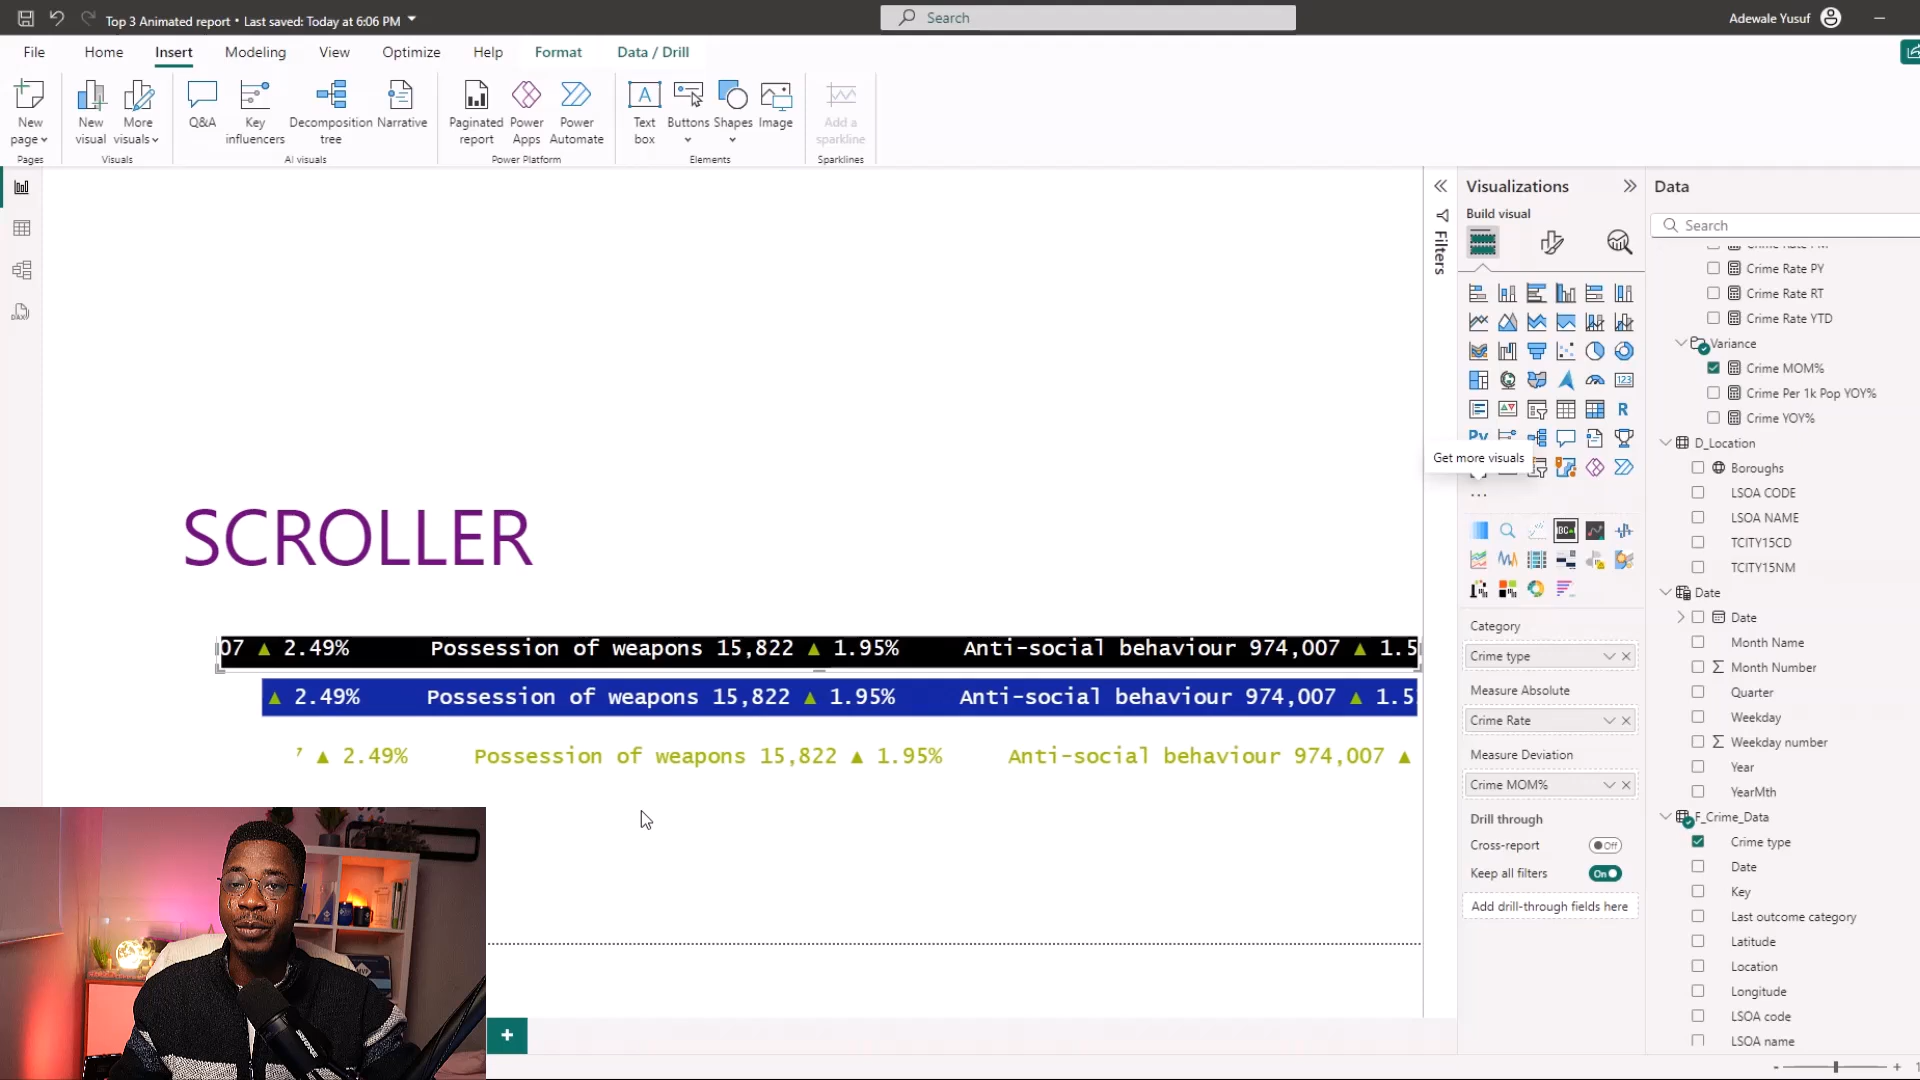 Top 3 Animated report • Last saved: Today at 6:06 PM
Search
Adewale Yusuf
File
Home
Insert
Modeling
View
Optimize
Help
Format
Data / Drill
New page
New visual
More visuals
Q&A
Key influencers
Decomposition tree
Narrative
Paginated report
Power Apps
Power Automate
Text box
Buttons
Shapes
Image
Add a sparkline
Pages
Visuals
AI visuals
Power Platform
Elements
Sparklines
SCROLLER
07 ▲ 2.49% Possession of weapons 15,822 ▲ 1.95% Anti-social behaviour 974,007 ▲ 1.5
▲ 2.49% Possession of weapons 15,822 ▲ 1.95% Anti-social behaviour 974,007 ▲ 1.5
▲ 2.49% Possession of weapons 15,822 ▲ 1.95% Anti-social behaviour 974,007 ▲
Filters
Visualizations
Build visual
Get more visuals
Category
Crime type
Measure Absolute
Crime Rate
Measure Deviation
Crime MOM%
Drill through
Cross-report
Off
Keep all filters
On
Add drill-through fields here
Data
Search
Crime Rate PY
Crime Rate RT
Crime Rate YTD
Variance
Crime MOM%
Crime Per 1k Pop YOY%
Crime YOY%
D_Location
Boroughs
LSOA CODE
LSOA NAME
TCITY15CD
TCITY15NM
Date
Date
Month Name
Month Number
Quarter
Weekday
Weekday number
Year
YearMth
F_Crime_Data
Crime type
Date
Key
Last outcome category
Latitude
Location
Longitude
LSOA code
LSOA name